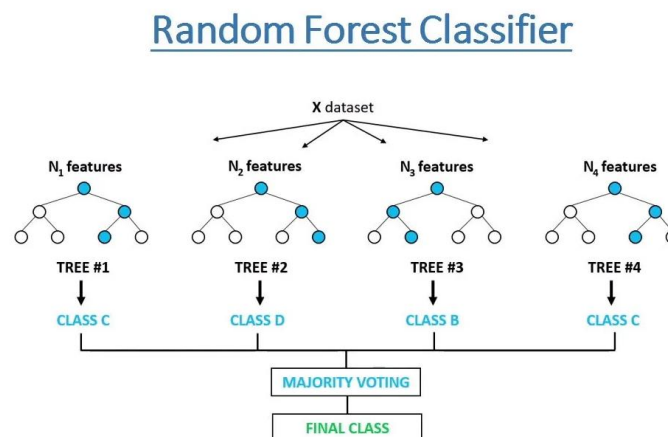 Random Forest Classifier
X dataset
N₁ features N₂ features N₃ features N₄ features
TREE #1 TREE #2 TREE #3 TREE #4
CLASS C CLASS D CLASS B CLASS C
MAJORITY VOTING
FINAL CLASS